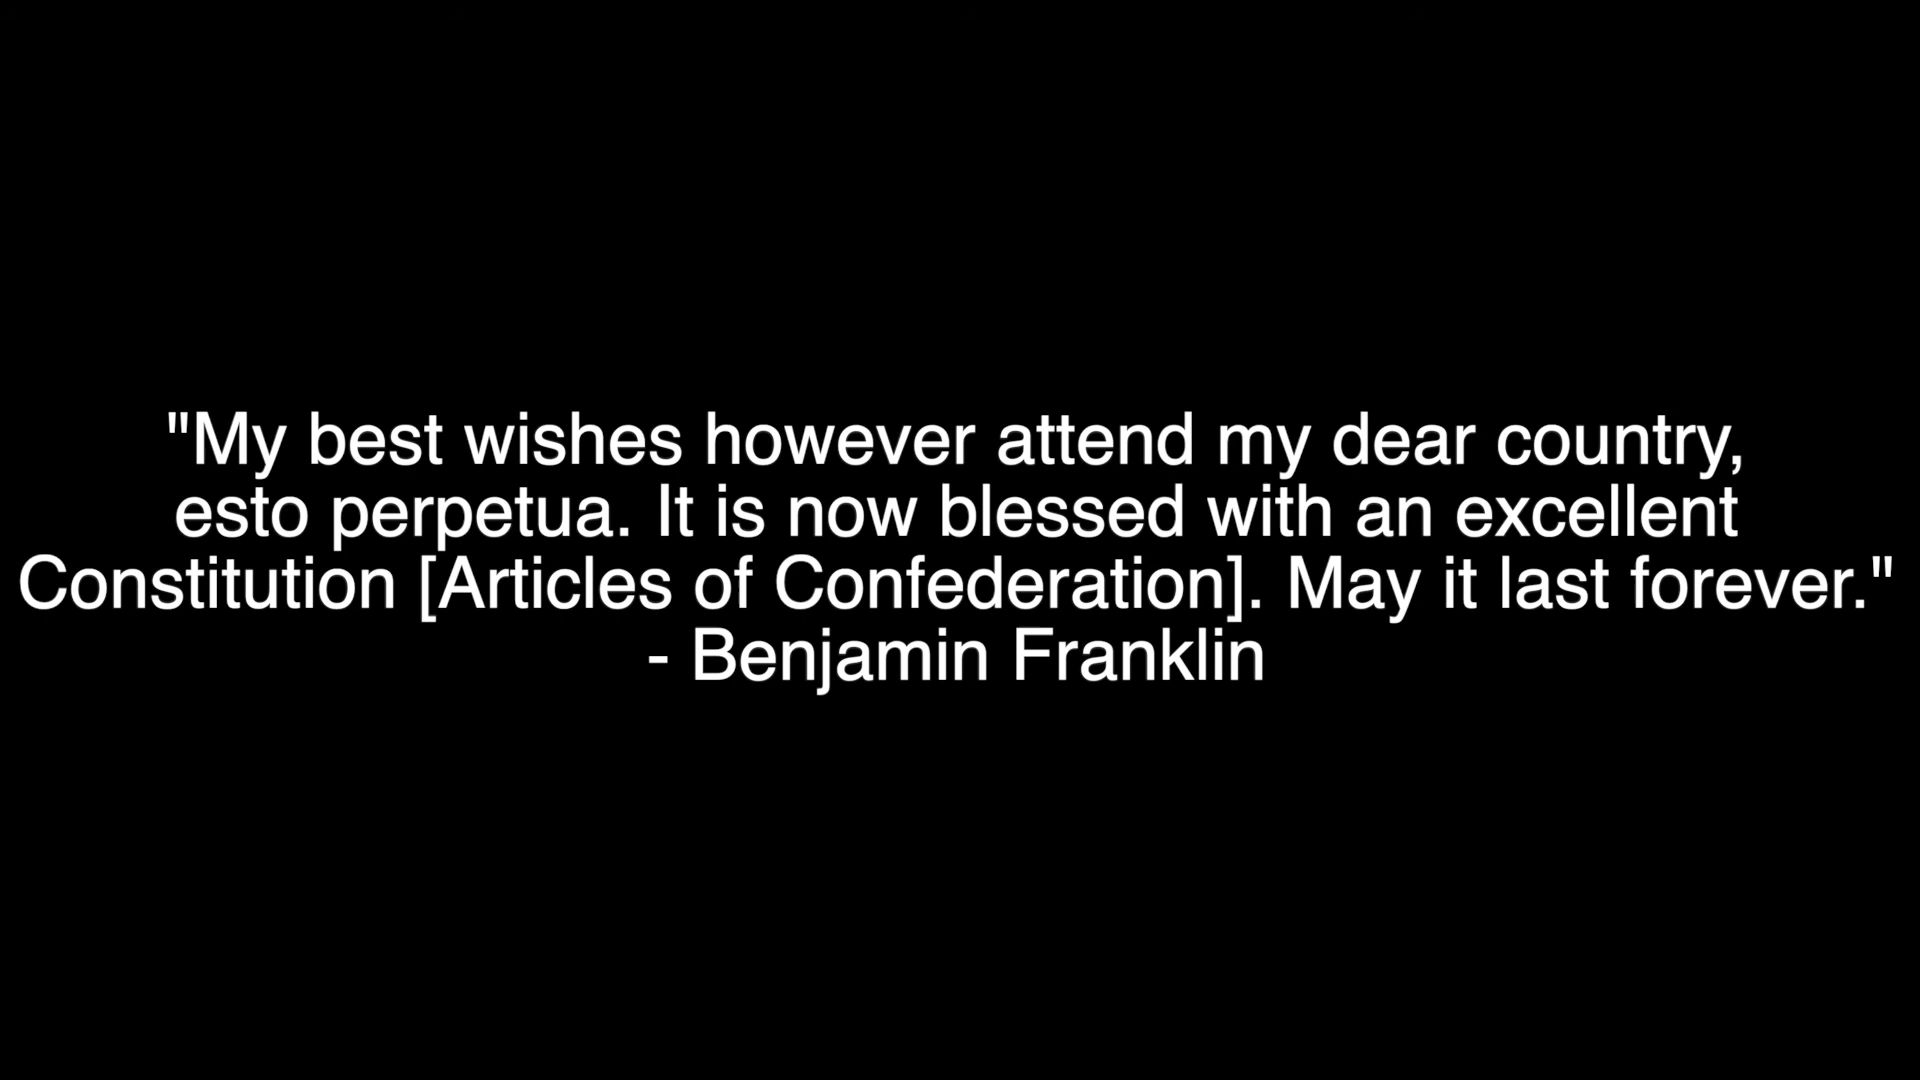 "My best wishes however attend my dear country,
esto perpetua. It is now blessed with an excellent
Constitution [Articles of Confederation]. May it last forever."
- Benjamin Franklin